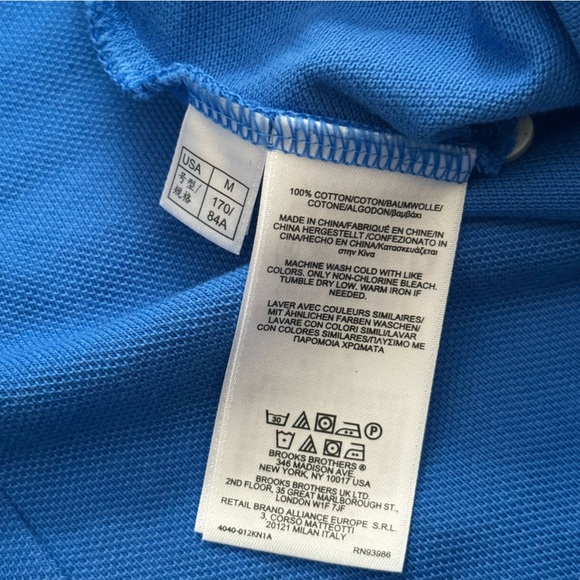 USA
M
号型/
规格
170/
84A
100% COTTON/COTON/BAUMWOLLE/
COTONE/ALGODON/βαμβάκι
MADE IN CHINA/FABRIQUÉ EN CHINE/IN
CHINA HERGESTELLT/CONFEZIONATO IN
CINA/HECHO EN CHINA/Κατασκευάζεται
στην Κίνα
MACHINE WASH COLD WITH LIKE
COLORS. ONLY NON-CHLORINE BLEACH.
TUMBLE DRY LOW. WARM IRON IF
NEEDED.
LAVER AVEC COULEURS SIMILAIRES/
MIT ÄHNLICHEN FARBEN WASCHEN/
LAVARE CON COLORI SIMILI/LAVAR
CON COLORES SIMILARES/ΠΛΥΣΙΜΟ ΜΕ
ΠΑΡΟΜΟΙΑ ΧΡΩΜΑΤΑ
30 P
BROOKS BROTHERS ®
346 MADISON AVE.
NEW YORK, NY 10017 USA
BROOKS BROTHERS UK LTD.
2ND FLOOR, 35 GREAT MARLBOROUGH ST.,
LONDON W1F 7JF
RETAIL BRAND ALLIANCE EUROPE S.R.L.
3, CORSO MATTEOTTI
20121 MILAN ITALY
4040-012KN1A RN93986